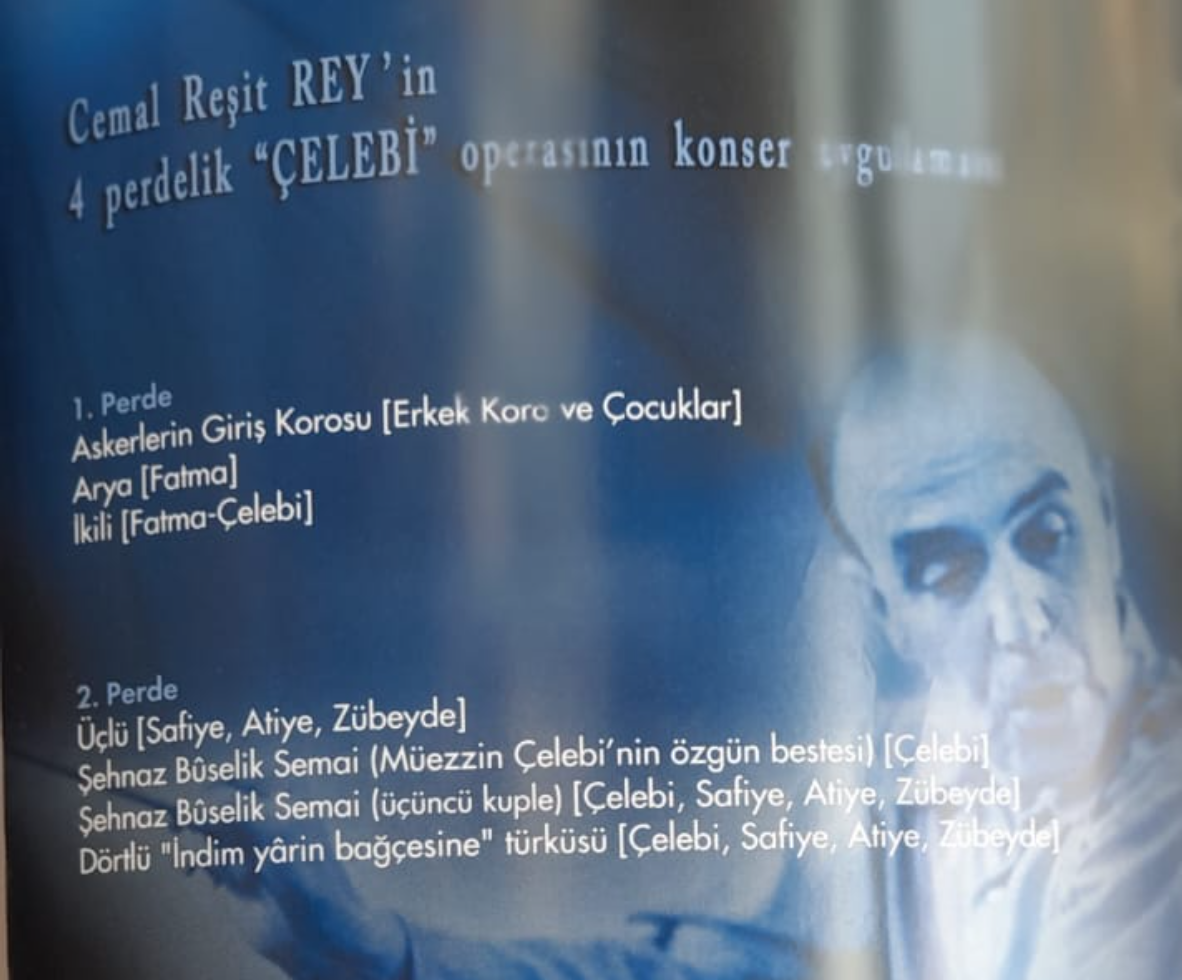 Cemal Reşit REY'in
4 perdelik “ÇELEBİ” operasının konser uygulaması
1. Perde
Askerlerin Giriş Korosu [Erkek Koro ve Çocuklar]
Arya [Fatma]
İkili [Fatma-Çelebi]
2. Perde
Üçlü [Safiye, Atiye, Zübeyde]
Şehnaz Bûselik Semai (Müezzin Çelebi'nin özgün bestesi) [Çelebi]
Şehnaz Bûselik Semai (üçüncü kuple) [Çelebi, Safiye, Atiye, Zübeyde]
Dörtlü "İndim yârin bağçesine" türküsü [Çelebi, Safiye, Atiye, Zübeyde]